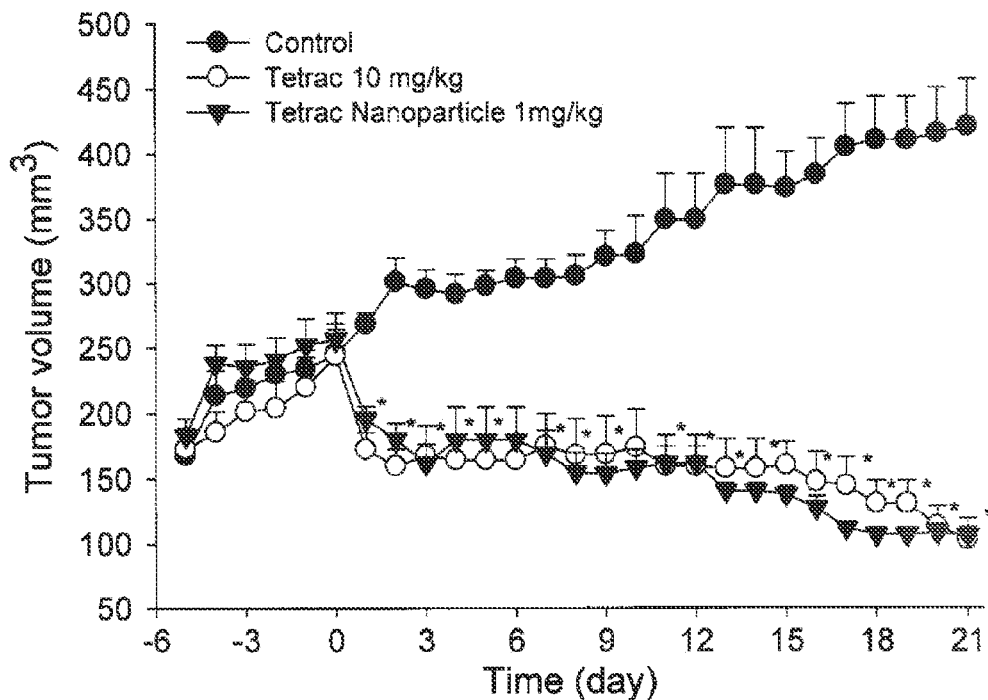 500
450
400
350
300
250
200
150
100
50
Tumor volume (mm3)
Control
Tetrac 10 mg/kg
Tetrac Nanoparticle 1mg/kg
* * * * * * * * * * * * * * * * * *
-6 -3 0 3 6 9 12 15 18 21
Time (day)